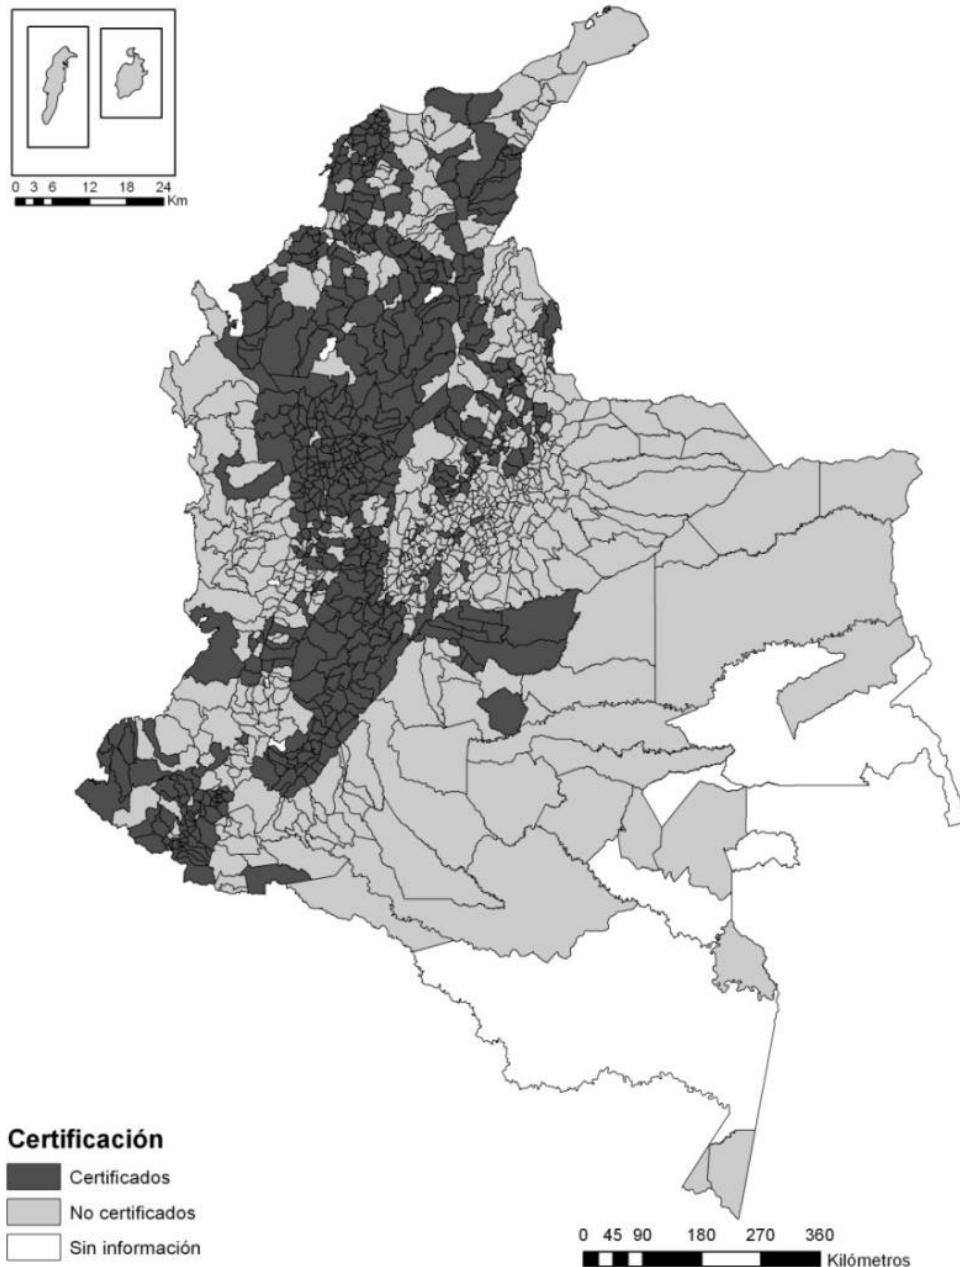 0 3 6 12 18 24
Km
Certificación
Certificados
No certificados
Sin información
0 45 90 180 270 360
Kilómetros